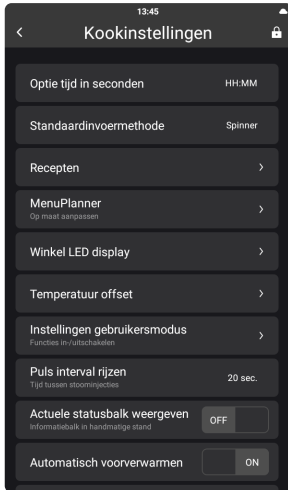 13:45
Kookinstellingen
Optie tijd in seconden HH:MM
Standaardinvoermethode Spinner
Recepten
MenuPlanner
Op maat aanpassen
Winkel LED display
Temperatuur offset
Instellingen gebruikersmodus
Functies in-/uitschakelen
Puls interval rijzen 20 sec.
Tijd tussen stoominjecties
Actuele statusbalk weergeven OFF
Informatiebalk in handmatige stand
Automatisch voorverwarmen ON